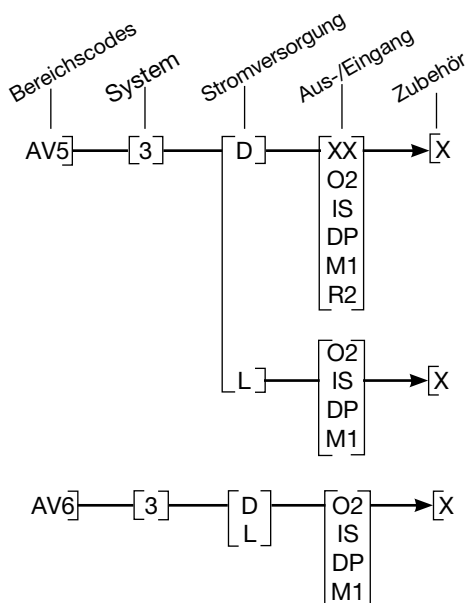 Bereichscodes System Stromversorgung Aus-/Eingang Zubehör
AV5] [3] [D] [XX] [X
O2
IS
DP
M1
R2
L] [O2] [X
IS
DP
M1
AV6] [3] [D] [O2] [X
L IS
DP
M1